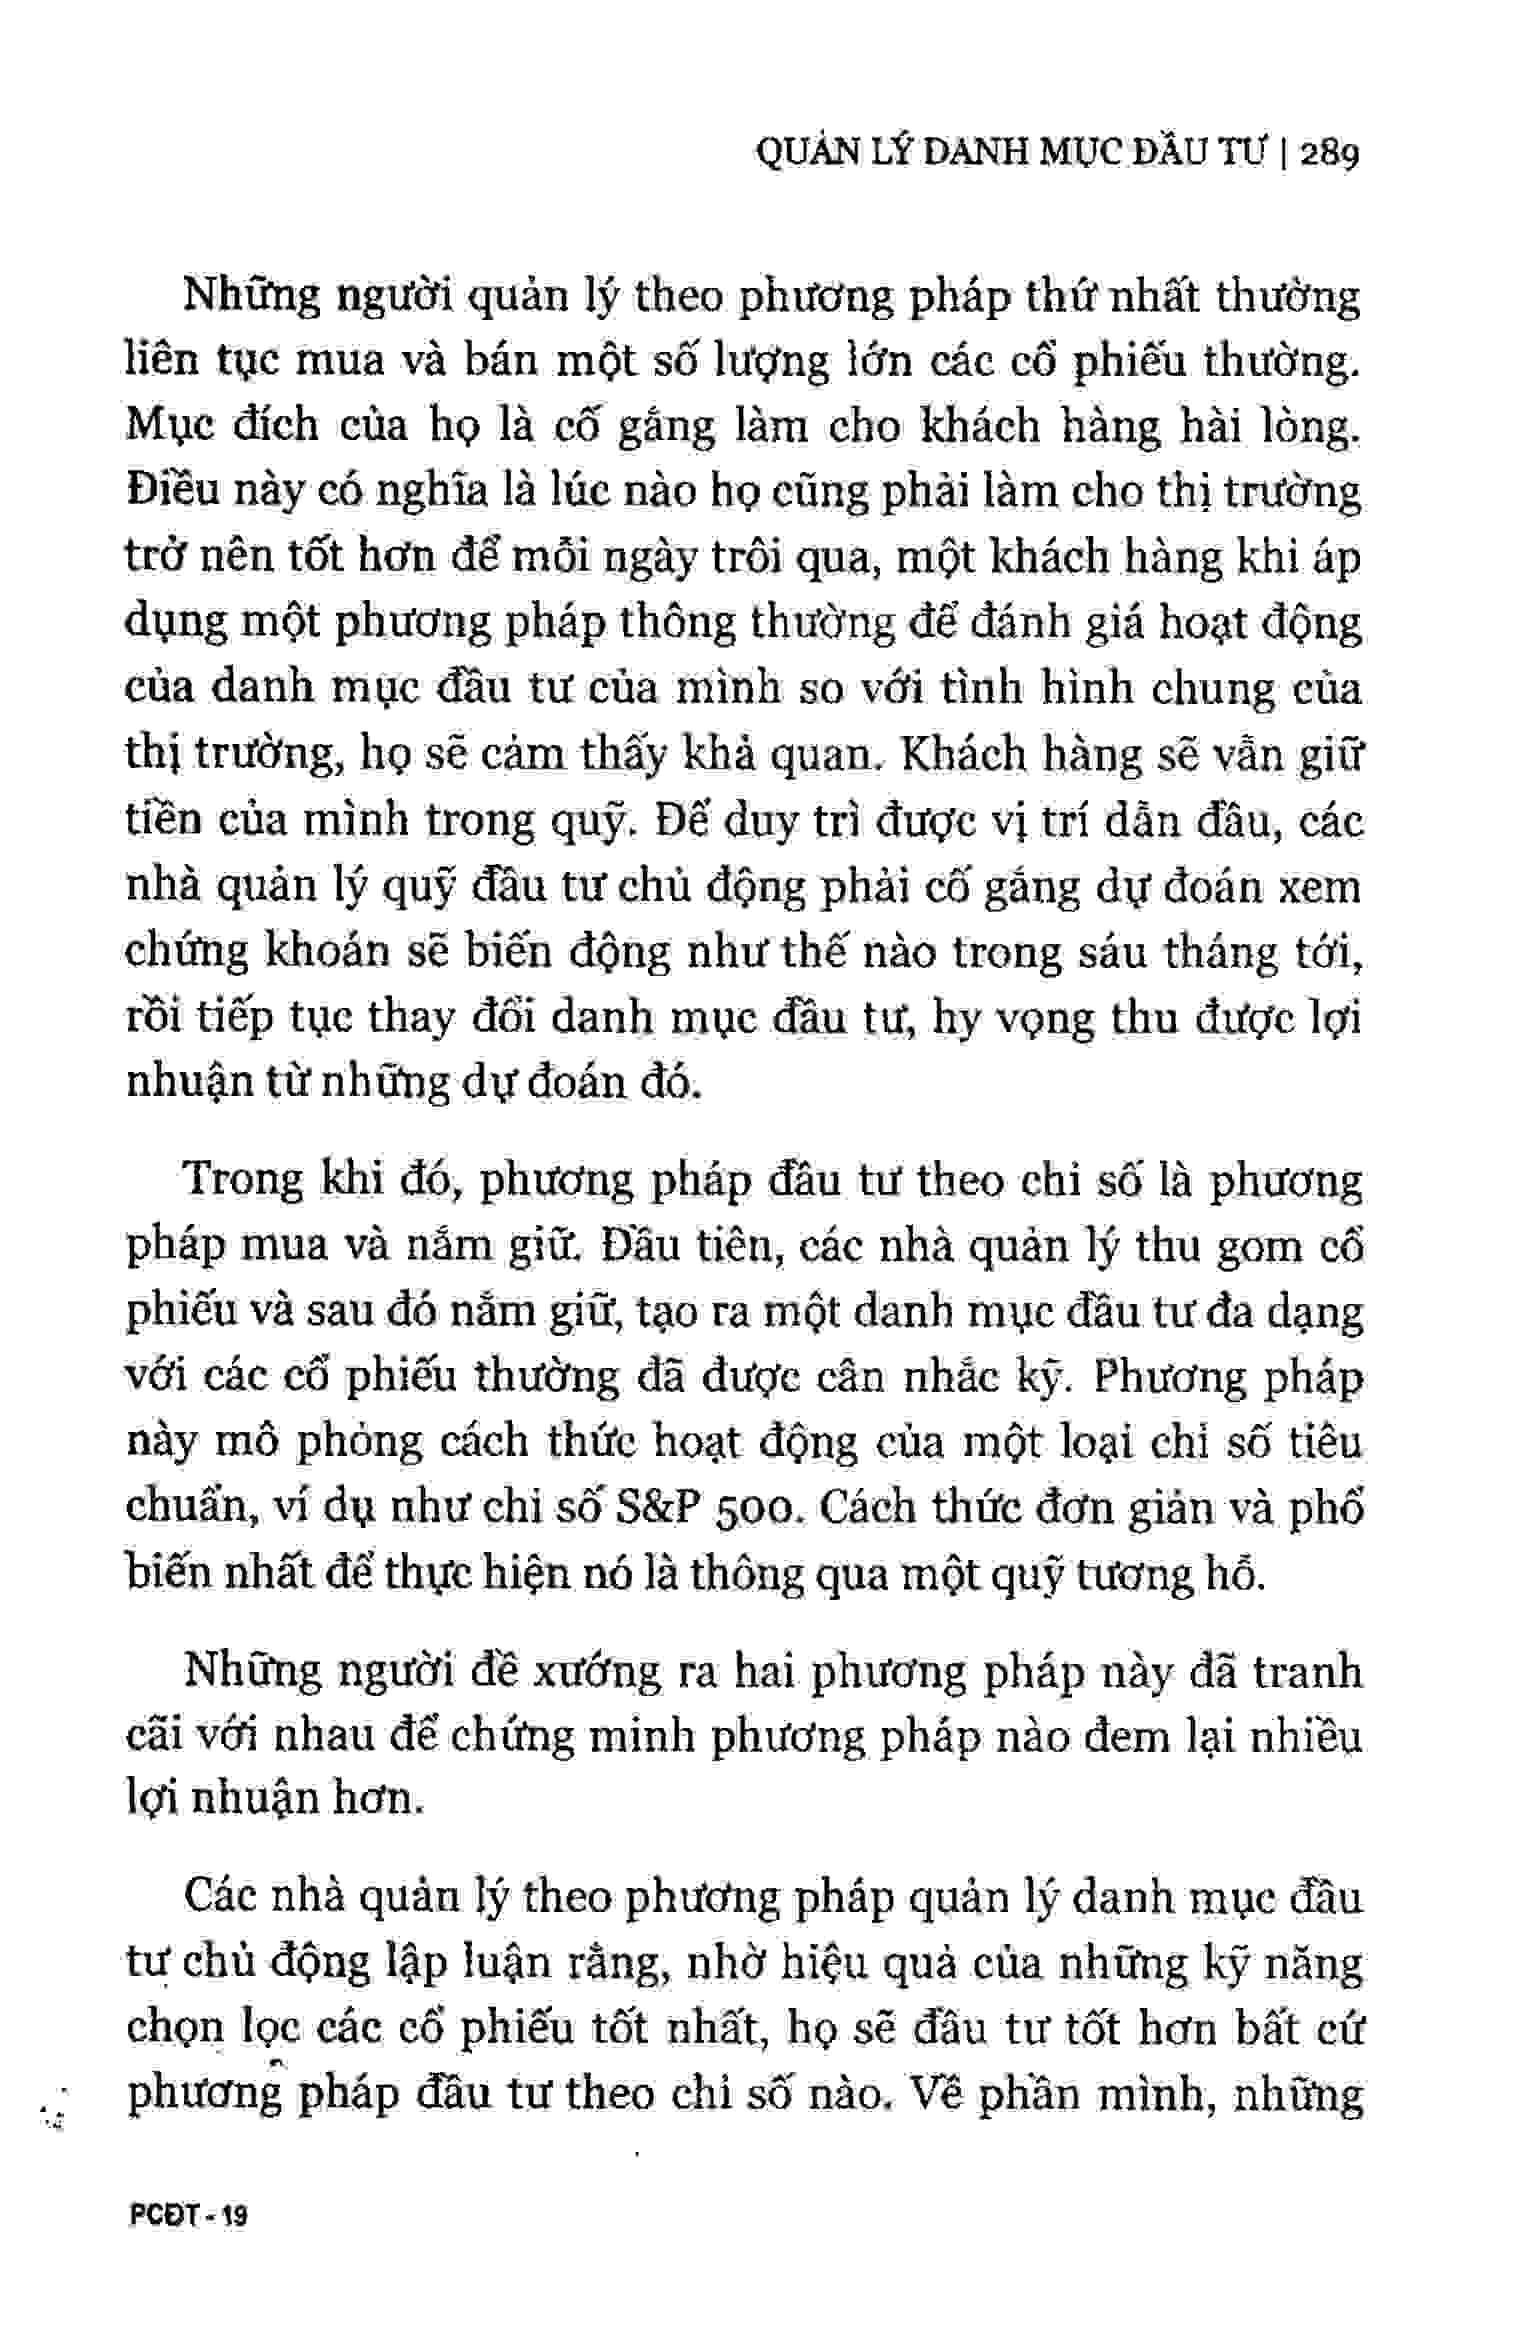 QUẢN LÝ DANH MỤC ĐẦU TƯ | 289
Những người quản lý theo phương pháp thứ nhất thường
liên tục mua và bán một số lượng lớn các cổ phiếu thường.
Mục đích của họ là cố gắng làm cho khách hàng hài lòng.
Điều này có nghĩa là lúc nào họ cũng phải làm cho thị trường
trở nên tốt hơn để mỗi ngày trôi qua, một khách hàng khi áp
dụng một phương pháp thông thường để đánh giá hoạt động
của danh mục đầu tư của mình so với tình hình chung của
thị trường, họ sẽ cảm thấy khả quan. Khách hàng sẽ vẫn giữ
tiền của mình trong quỹ. Để duy trì được vị trí dẫn đầu, các
nhà quản lý quỹ đầu tư chủ động phải cố gắng dự đoán xem
chứng khoán sẽ biến động như thế nào trong sáu tháng tới,
rồi tiếp tục thay đổi danh mục đầu tư, hy vọng thu được lợi
nhuận từ những dự đoán đó.
Trong khi đó, phương pháp đầu tư theo chỉ số là phương
pháp mua và nắm giữ. Đầu tiên, các nhà quản lý thu gom cổ
phiếu và sau đó nắm giữ, tạo ra một danh mục đầu tư đa dạng
với các cổ phiếu thường đã được cân nhắc kỹ. Phương pháp
này mô phỏng cách thức hoạt động của một loại chỉ số tiêu
chuẩn, ví dụ như chỉ số S&P 500. Cách thức đơn giản và phổ
biến nhất để thực hiện nó là thông qua một quỹ tương hỗ.
Những người đề xướng ra hai phương pháp này đã tranh
cãi với nhau để chứng minh phương pháp nào đem lại nhiều
lợi nhuận hơn.
Các nhà quản lý theo phương pháp quản lý danh mục đầu
tư chủ động lập luận rằng, nhờ hiệu quả của những kỹ năng
chọn lọc các cổ phiếu tốt nhất, họ sẽ đầu tư tốt hơn bất cứ
phương pháp đầu tư theo chỉ số nào. Về phần mình, những
PCĐT - 19